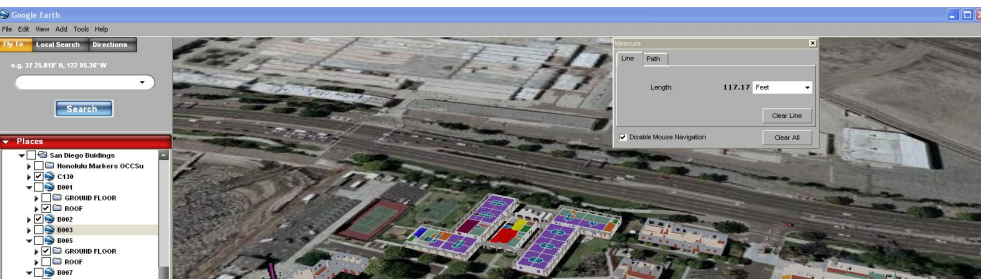 Google Earth
File Edit View Add Tools Help
Fly To Local Search Directions
e.g. 37 25.818' N, 122 05.36' W
Search
Places
San Diego Buidings
Honolulu Markers OCCSu
C130
B001
GROUND FLOOR
ROOF
B002
B003
B005
GROUND FLOOR
ROOF
B007
Measure
Line Path
Length: 117.17 Feet
Clear Line
Disable Mouse Navigation Clear All